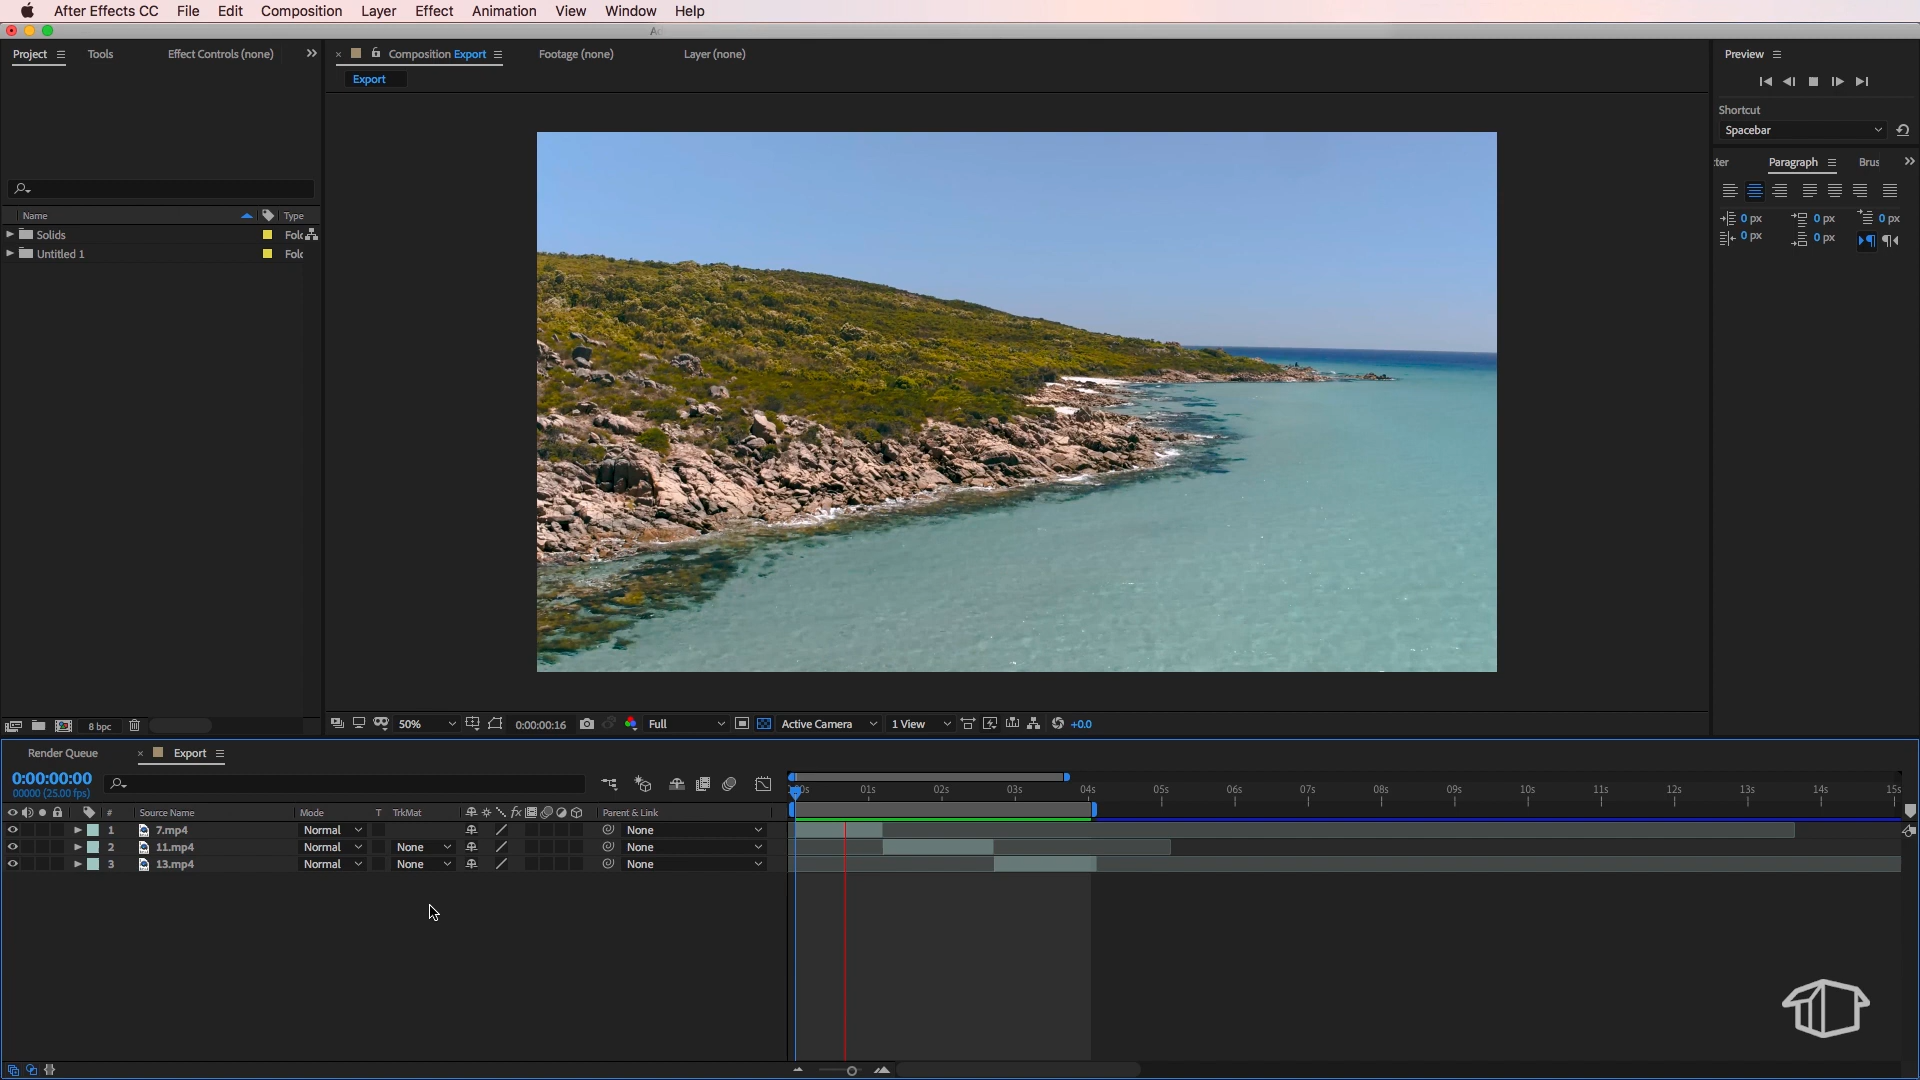 After Effects CC File Edit Composition Layer Effect Animation View Window Help
Project Tools Effect Controls (none) Composition Export Footage (none) Layer (none) Preview
Export
Shortcut
Spacebar
Paragraph Brus
0 px 0 px 0 px
0 px 0 px
Name Type
Solids
Untitled 1
8 bpc 50% 0:00:00:16 Full Active Camera 1 View +0.0
Render Queue Export
0:00:00:00
00000 (25.00 fps)
01s 02s 03s 04s 05s 06s 07s 08s 09s 10s 11s 12s 13s 14s 15s
# Source Name Mode T TrkMat fx Parent & Link
1 7.mp4 Normal None
2 11.mp4 Normal None None
3 13.mp4 Normal None None